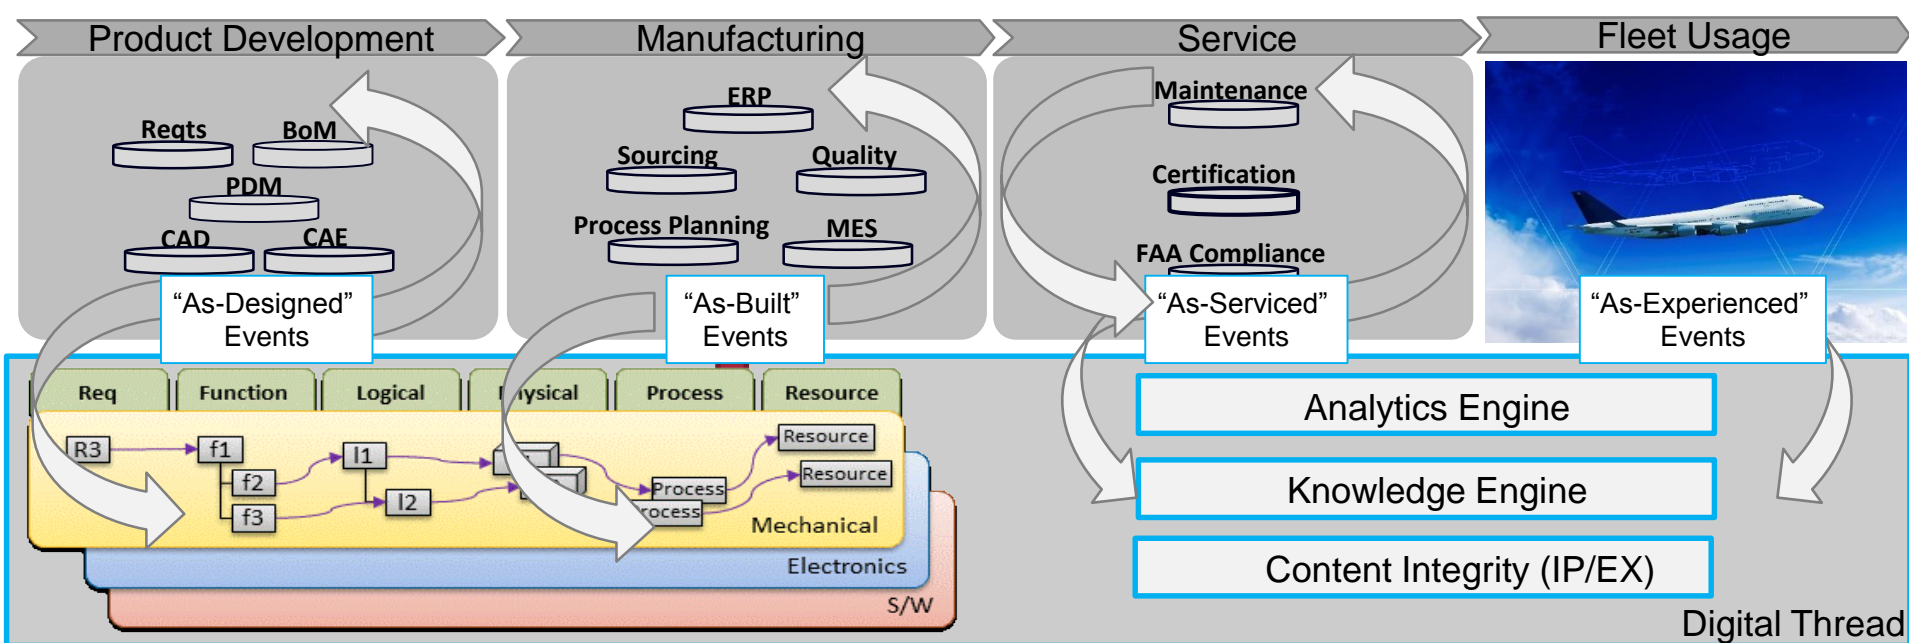 Product Development
Manufacturing
Service
Fleet Usage
Reqts
BoM
PDM
CAD
CAE
ERP
Sourcing
Quality
Process Planning
MES
Maintenance
Certification
FAA Compliance
“As-Designed”
Events
“As-Built”
Events
“As-Serviced”
Events
“As-Experienced”
Events
Req
Function
Logical
Process
Resource
R3
f1
f2
f3
l1
l2
Process
Resource
Resource
Mechanical
Electronics
S/W
Analytics Engine
Knowledge Engine
Content Integrity (IP/EX)
Digital Thread